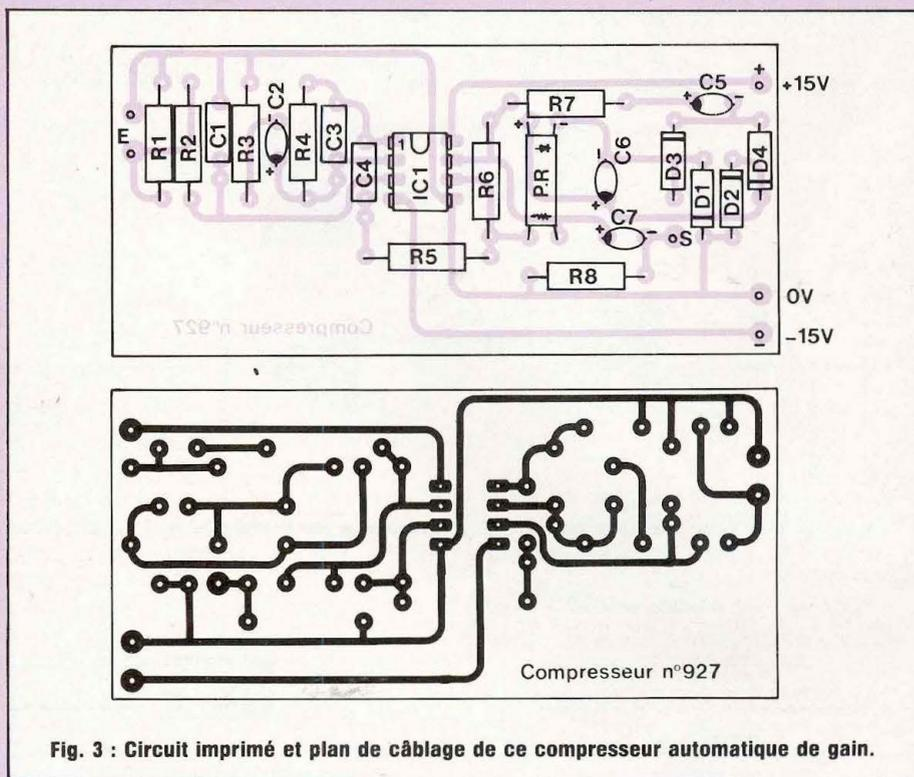 +
+15V
C5
E
R1
R2
C1
R3
C2
R4
C3
C4
1
IC1
R6
R7
P.R
C6
C7
D3
D1
D2
D4
S
R5
R8
0V
-15V
Compresseur n°927
Compresseur n°927
Fig. 3 : Circuit imprimé et plan de câblage de ce compresseur automatique de gain.